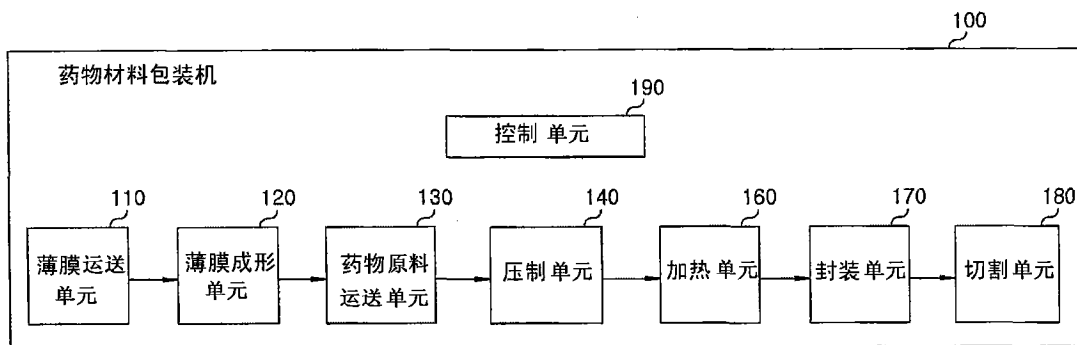 100
药物材料包装机
190
控制 单元
110
120
130
140
160
170
180
薄膜运送
单元
薄膜成形
单元
药物原料
运送单元
压制 单元
加热 单元
封装 单元
切割 单元